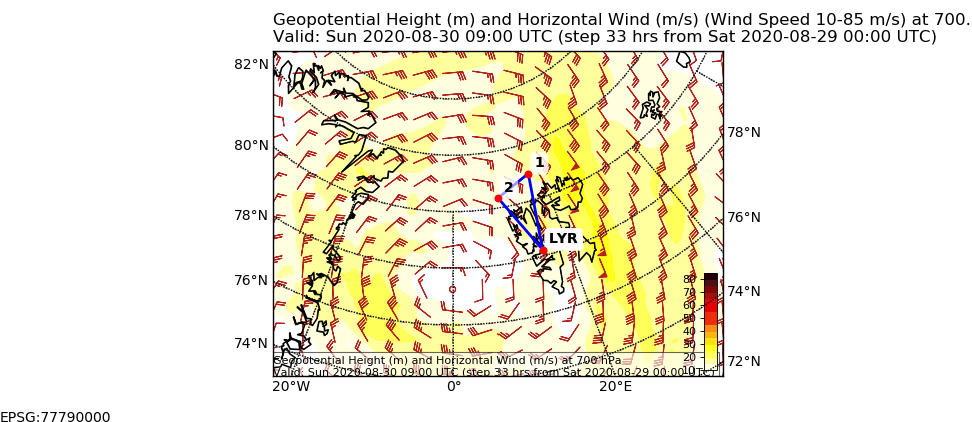 Geopotential Height (m) and Horizontal Wind (m/s) (Wind Speed 10-85 m/s) at 700.
Valid: Sun 2020-08-30 09:00 UTC (step 33 hrs from Sat 2020-08-29 00:00 UTC)
82°N
80°N
78°N
76°N
74°N
78°N
76°N
74°N
72°N
1
2
LYR
80
70
60
50
40
30
20
10
Geopotential Height (m) and Horizontal Wind (m/s) at 700 hPa
Valid: Sun 2020-08-30 09:00 UTC (step 33 hrs from Sat 2020-08-29 00:00 UTC)
20°W
0°
20°E
EPSG:77790000